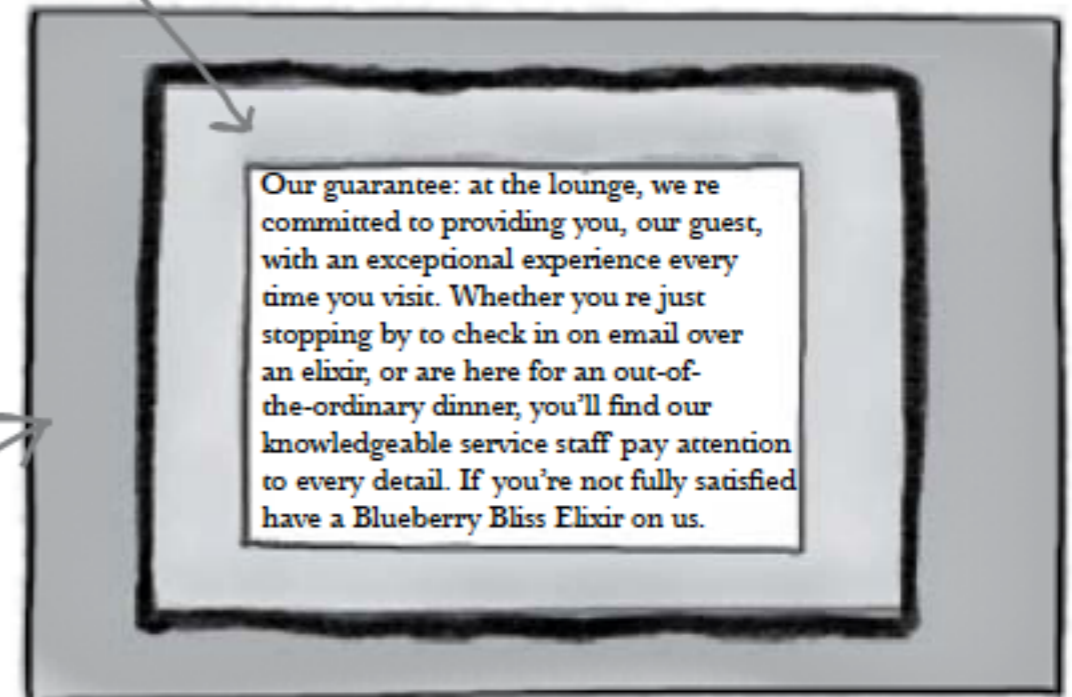 Our guarantee: at the lounge, we re
committed to providing you, our guest,
with an exceptional experience every
time you visit. Whether you re just
stopping by to check in on email over
an elixir, or are here for an out-of-
the-ordinary dinner, you’ll find our
knowledgeable service staff pay attention
to every detail. If you’re not fully satisfied
have a Blueberry Bliss Elixir on us.